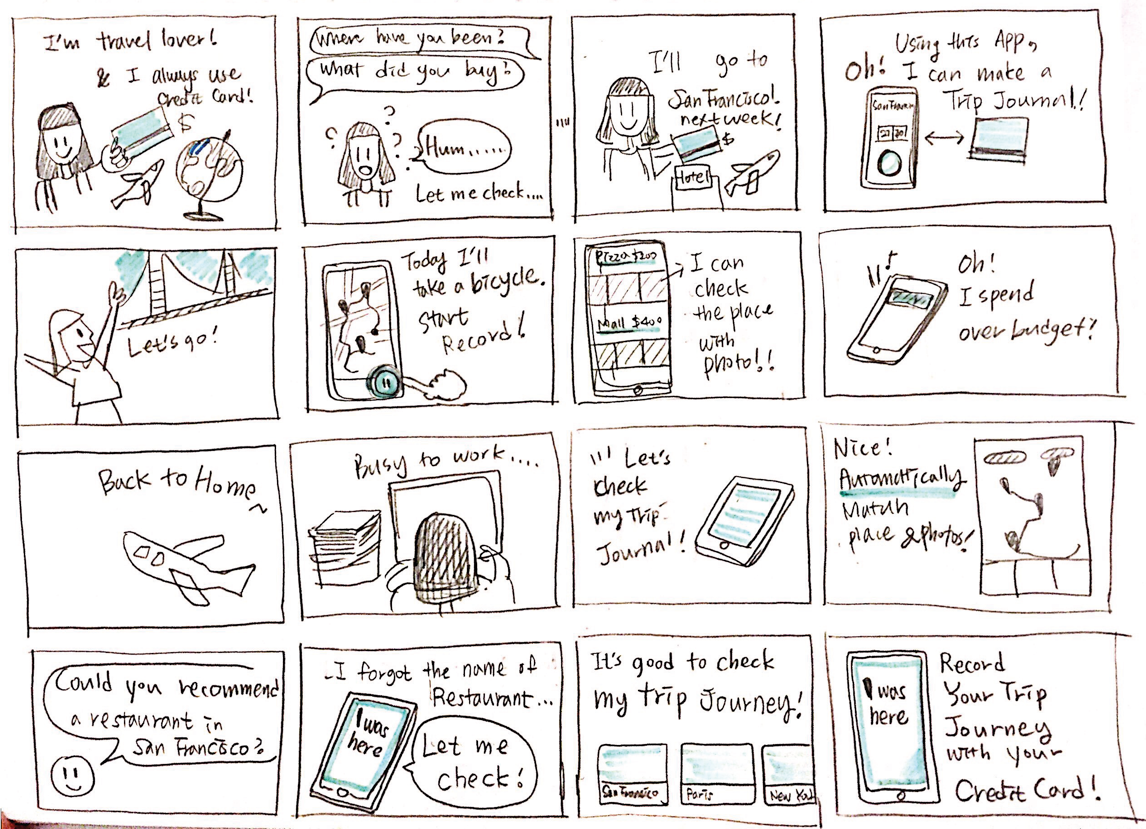 I'm travel lover!
& I always use
Credit Card!
$
Where have you been?
What did you buy?
? ? ? ?
Hum......
Let me check....
I'll go to
San Francisco!
next week!
$
Hotel
Using this App,
Oh! I can make a
Trip Journal!
San Francis
Let's go!
Today I'll
take a bicycle.
Start
Record!
Pizza $200
Mall $400
I can
check
the place
with
photo!!
Oh!
I spend
over budget?
Back to Home~
Busy to work....
Let's
check
my Trip
Journal!
Nice!
Automatically
Match
place & photos!
Could you recommend
a restaurant in
San Francisco?
..I forgot the name of
Restaurant...
I was
here
Let me
check!
It's good to check
my trip Journey!
San Fransico
Paris
New Yo
I was
here
Record
Your Trip
Journey
with your
Credit Card!